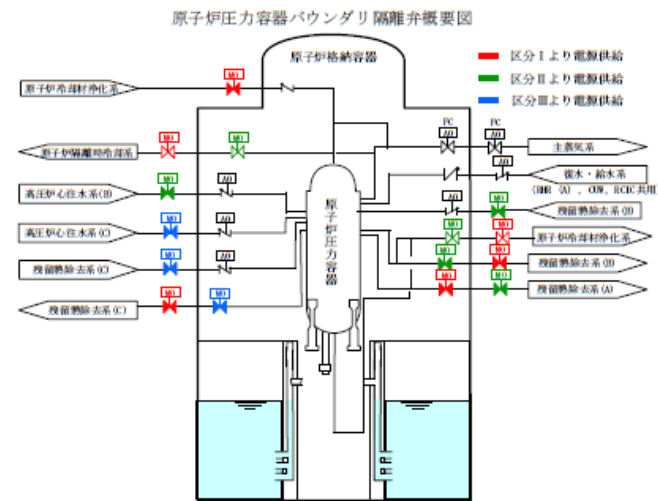 原子炉圧力容器バウンダリ隔離弁概要図
原子炉格納容器
区分Ⅰより電源供給
区分Ⅱより電源供給
区分Ⅲより電源供給
MO
原子炉冷却材浄化系
FC
FC
AO
AO
主蒸気系
MO
MO
原子炉隔離時冷却系
AO
AO
復水・給水系
(RHR (A) 、CUW、RCIC共用)
MO
AO
高圧炉心注水系(B)
AO
MO
残留熱除去系(B)
MO
AO
高圧炉心注水系(C)
MO
MO
原子炉冷却材浄化系
MO
AO
残留熱除去系(C)
MO
MO
残留熱除去系(B)
MO
MO
残留熱除去系(C)
MO
MO
残留熱除去系(A)
原子炉圧力容器